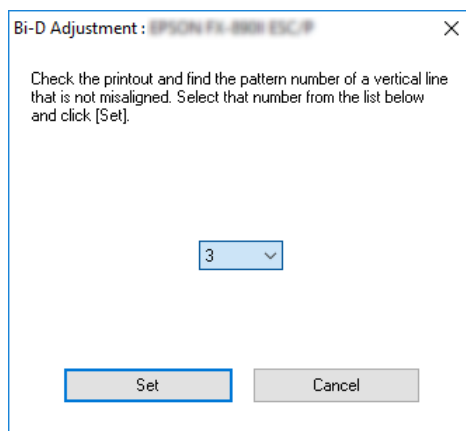 Bi-D Adjustment :
Check the printout and find the pattern number of a vertical line
that is not misaligned. Select that number from the list below
and click [Set].
3
Set
Cancel